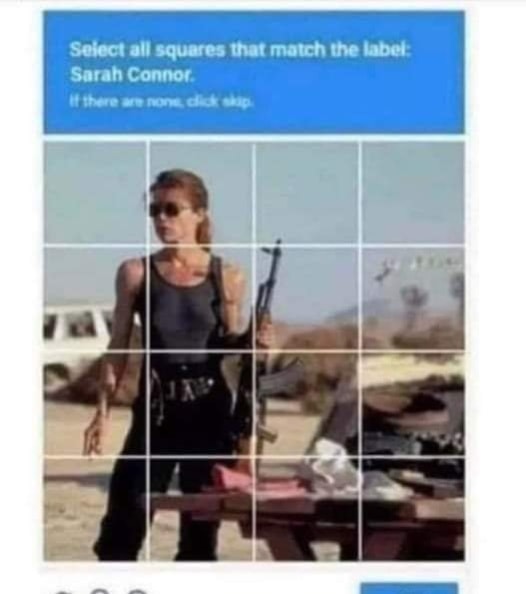 Select all squares that match the label:
Sarah Connor.
If there are none, click skip.